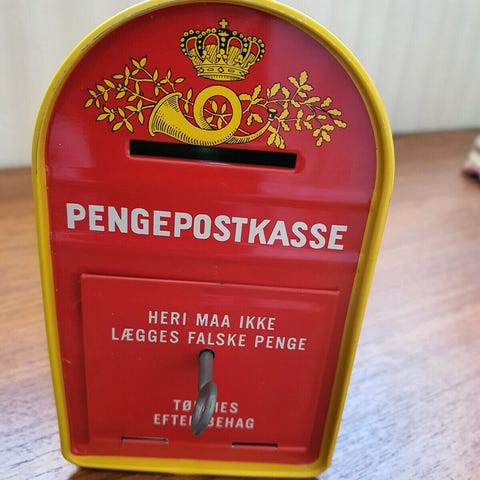 PENGEPOSTKASSE
HERI MAA IKKE
LÆGGES FALSKE PENGE
TØMMES
EFTER BEHAG